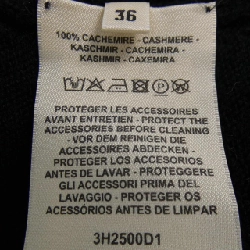 36
100% CACHEMIRE - CASHMERE -
KASCHMIR - CACHEMIRA -
KASHMIR - CAXEMIRA
PROTEGER LES ACCESSOIRES
AVANT ENTRETIEN - PROTECT THE
ACCESSORIES BEFORE CLEANING
- VOR DEM REINIGEN DIE
ACCESSOIRES ABDECKEN -
PROTEGER LOS ACCESORIOS
ANTES DE LAVAR - PROTEGGERE
GLI ACCESSORI PRIMA DEL
LAVAGGIO - PROTEGER OS
ACESSÓRIOS ANTES DE LIMPAR
3H2500D1